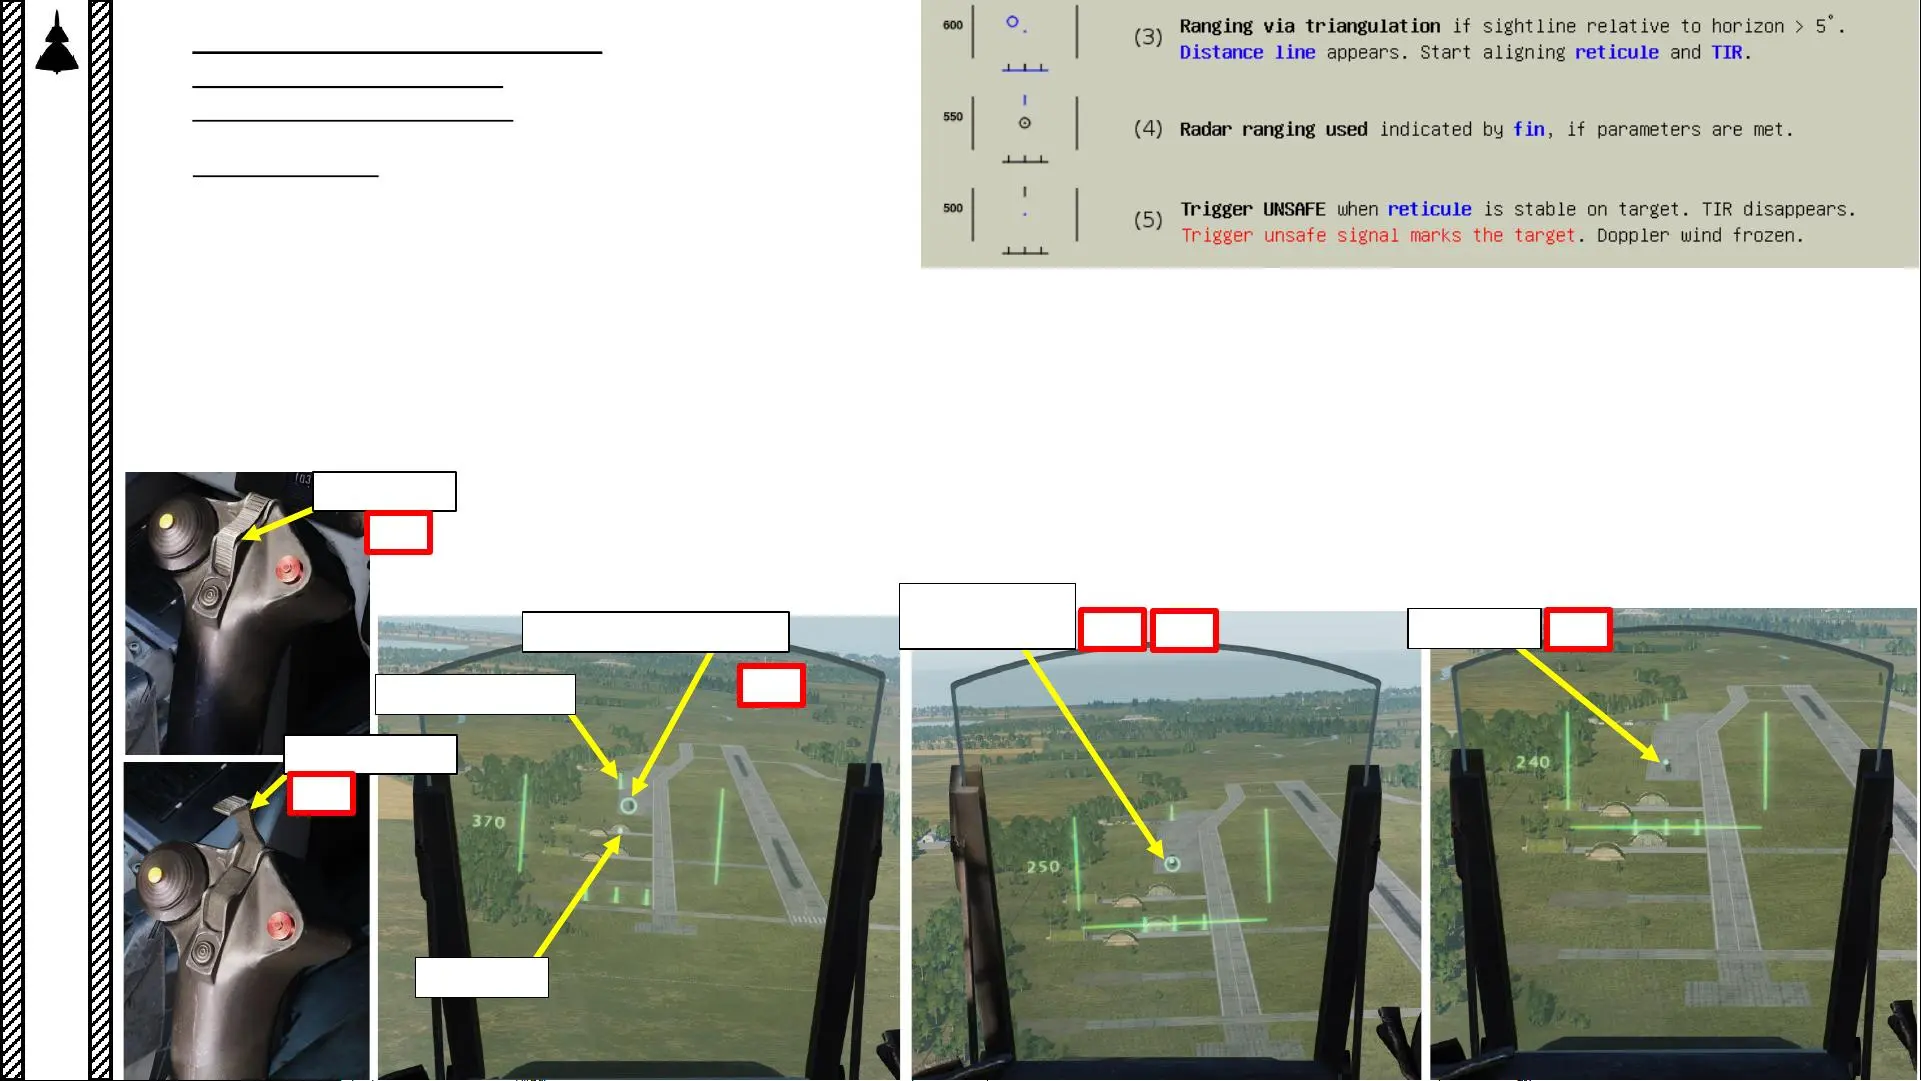 600
(3) Ranging via triangulation if sightline relative to horizon > 5°.
Distance line appears. Start aligning reticule and TIR.
550
(4) Radar ranging used indicated by fin, if parameters are met.
500
(5) Trigger UNSAFE when reticule is stable on target. TIR disappears.
Trigger unsafe signal marks the target. Doppler wind frozen.
370
250
240